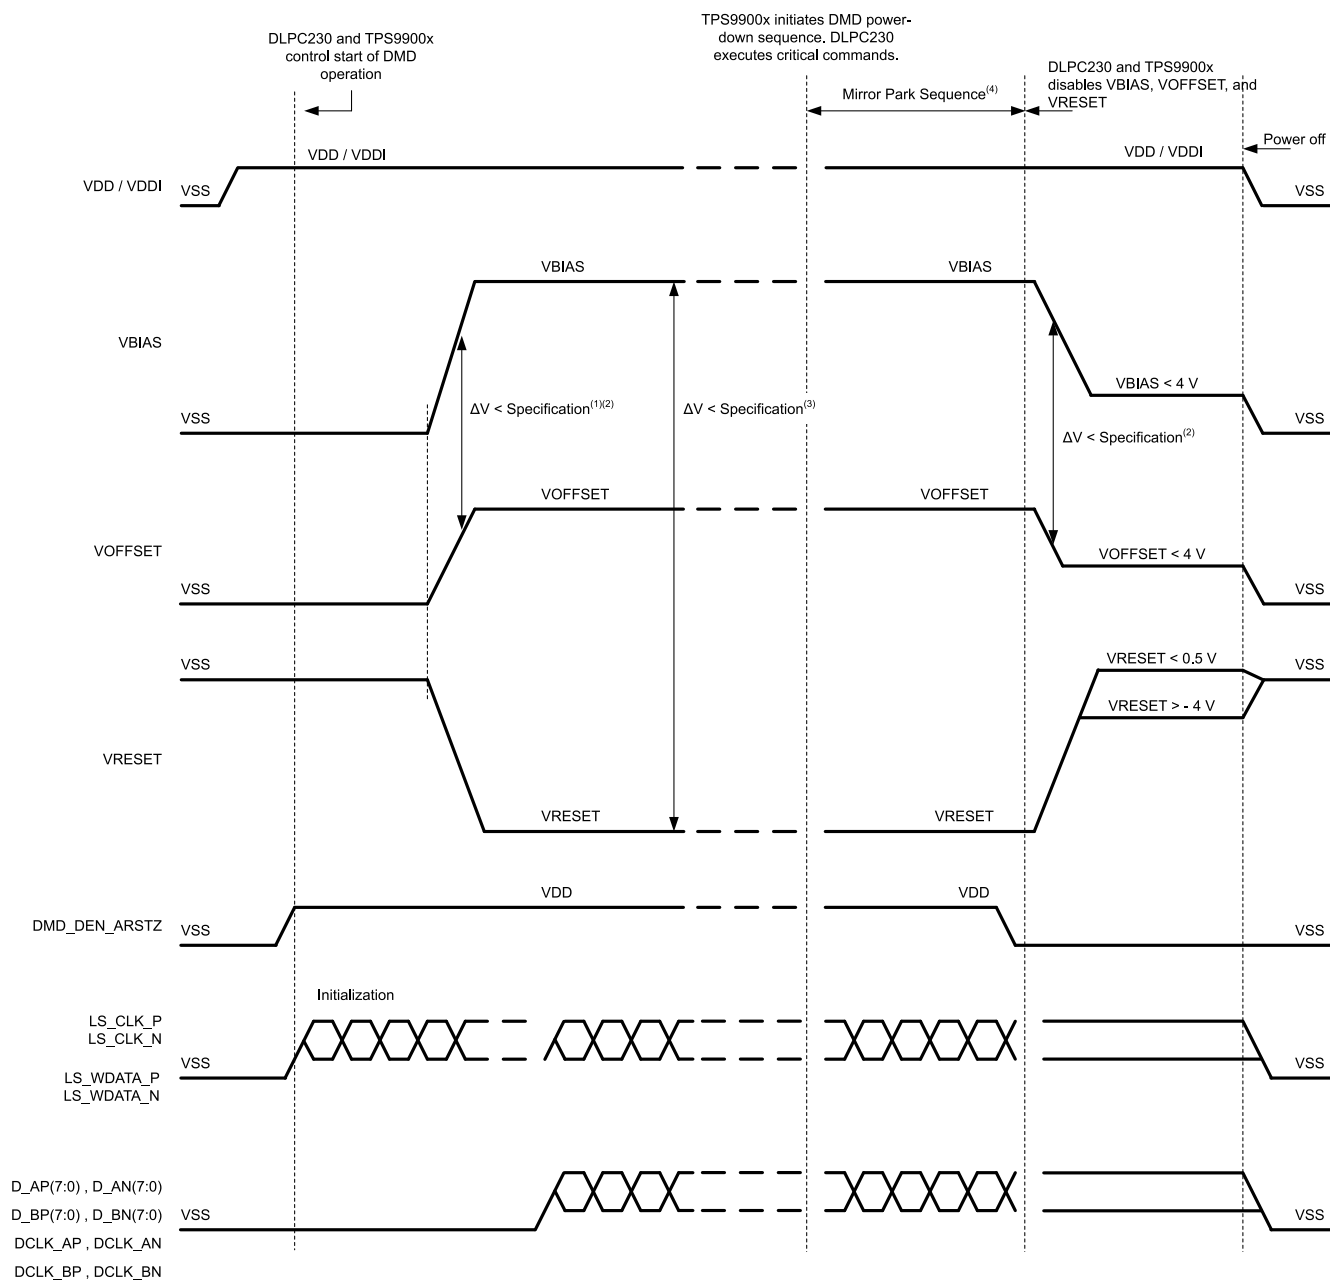 TPS9900x initiates DMD power-
down sequence. DLPC230
executes critical commands.
DLPC230 and TPS9900x
control start of DMD
operation
DLPC230 and TPS9900x
disables VBIAS, VOFFSET, and
VRESET
Mirror Park Sequence(4)
Power off
VDD / VDDI
VSS
VDD / VDDI
VDD / VDDI
VSS
VBIAS
VSS
VBIAS
VBIAS
VBIAS < 4 V
VSS
ΔV < Specification(1)(2)
ΔV < Specification(3)
ΔV < Specification(2)
VOFFSET
VSS
VOFFSET
VOFFSET
VOFFSET < 4 V
VSS
VRESET
VSS
VRESET
VRESET
VRESET < 0.5 V
VRESET > - 4 V
VSS
DMD_DEN_ARSTZ
VSS
VDD
VDD
VSS
Initialization
LS_CLK_P
LS_CLK_N
VSS
VSS
LS_WDATA_P
LS_WDATA_N
D_AP(7:0) , D_AN(7:0)
D_BP(7:0) , D_BN(7:0)
VSS
VSS
DCLK_AP , DCLK_AN
DCLK_BP , DCLK_BN